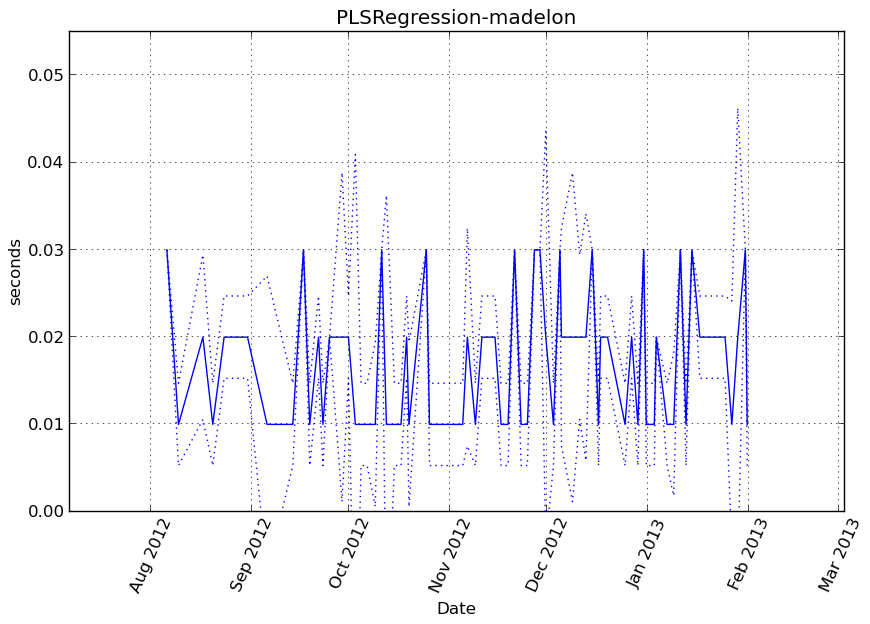 PLSRegression-madelon
0.05
0.04
0.03
0.02
0.01
0.00
seconds
Aug 2012
Sep 2012
Oct 2012
Nov 2012
Dec 2012
Jan 2013
Feb 2013
Mar 2013
Date